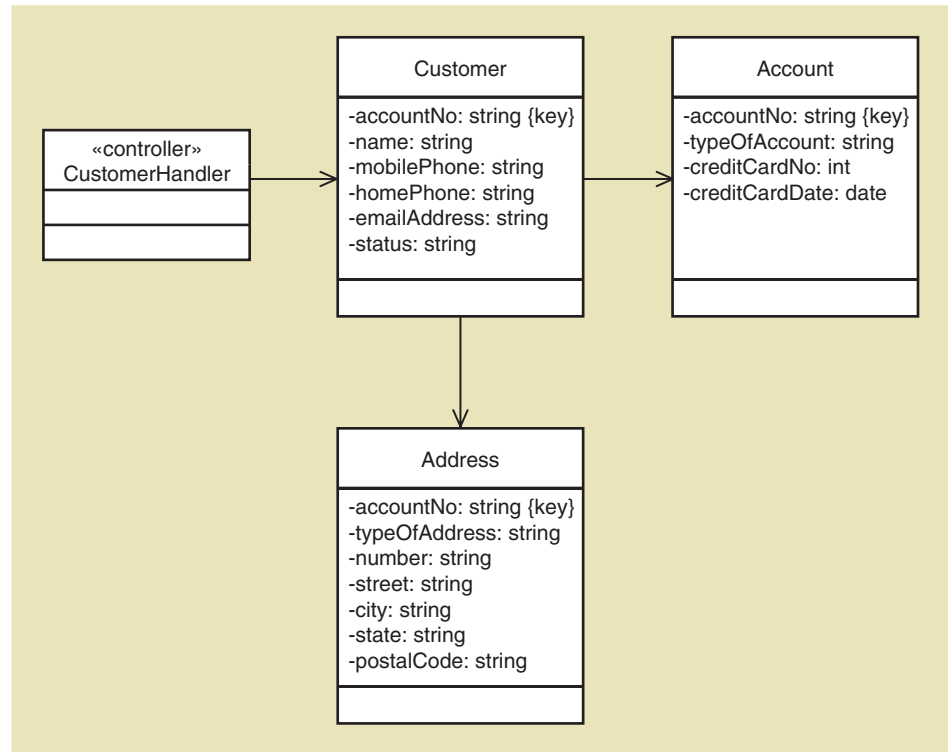 «controller»
CustomerHandler
Customer
-accountNo: string {key}
-name: string
-mobilePhone: string
-homePhone: string
-emailAddress: string
-status: string
Account
-accountNo: string {key}
-typeOfAccount: string
-creditCardNo: int
-creditCardDate: date
Address
-accountNo: string {key}
-typeOfAddress: string
-number: string
-street: string
-city: string
-state: string
-postalCode: string